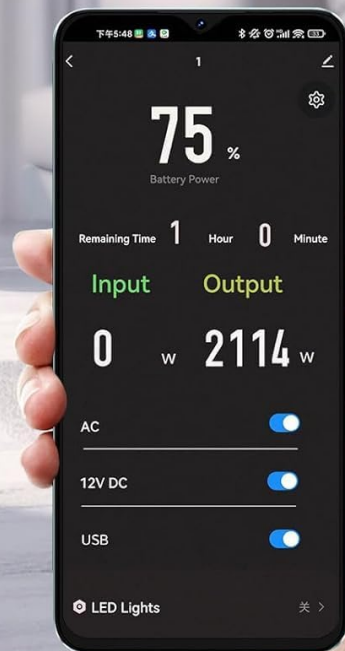 下午5:48
1
75 %
Battery Power
Remaining Time 1 Hour 0 Minute
Input Output
0 w 2114 w
AC
12V DC
USB
LED Lights 关